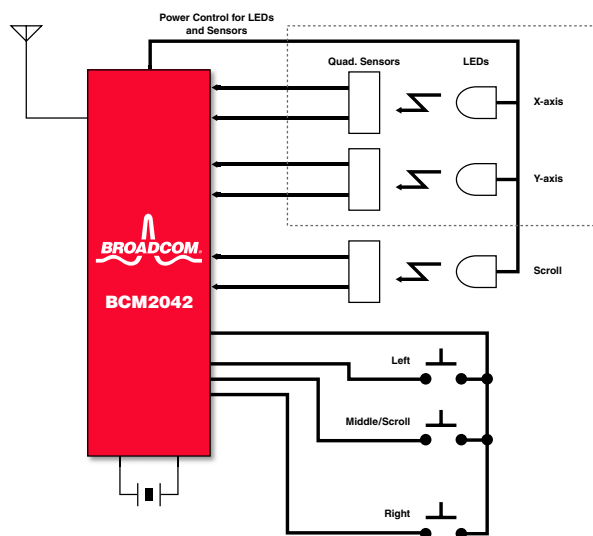 Power Control for LEDs
and Sensors
Quad. Sensors
LEDs
X-axis
Y-axis
BROADCOM®
BCM2042
Scroll
Left
Middle/Scroll
Right